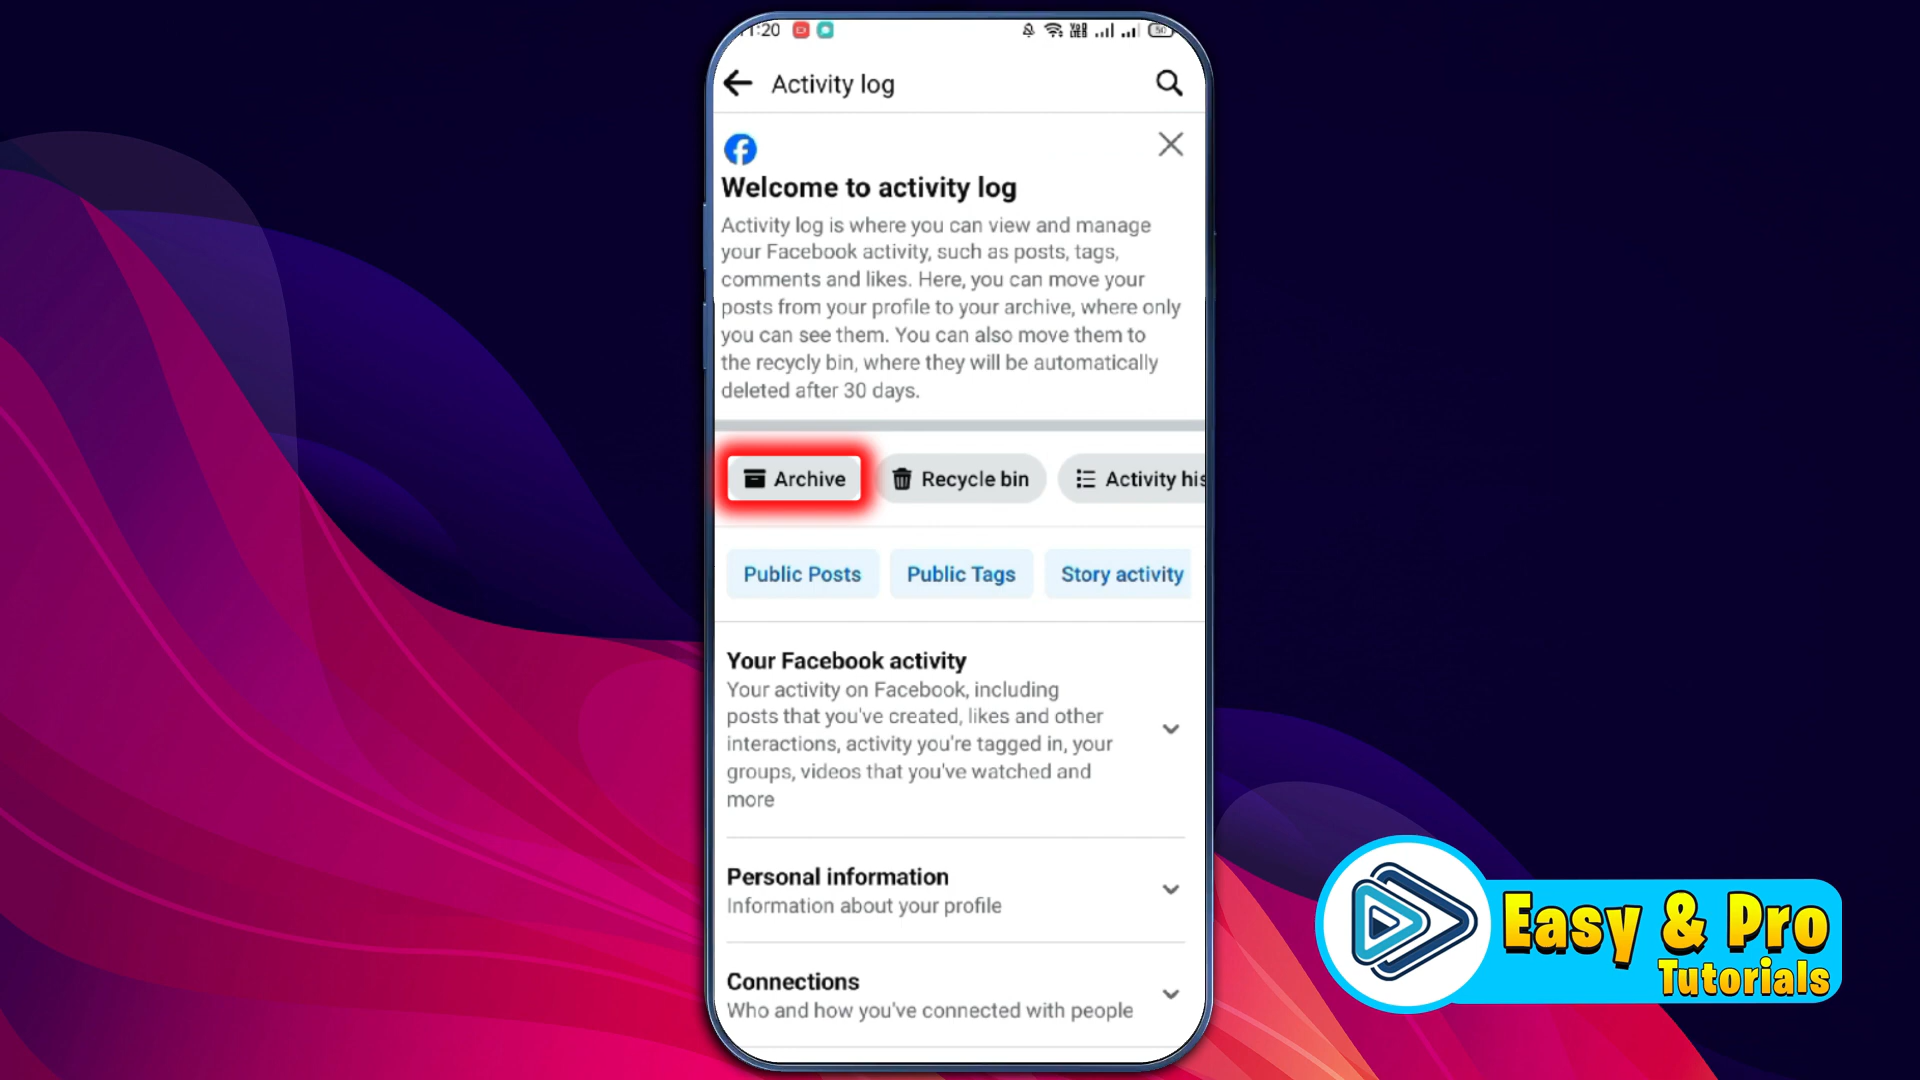 11:20
50
Activity log
Welcome to activity log
Activity log is where you can view and manage
your Facebook activity, such as posts, tags,
comments and likes. Here, you can move your
posts from your profile to your archive, where only
you can see them. You can also move them to
the recycly bin, where they will be automatically
deleted after 30 days.
Archive Recycle bin Activity his
Public Posts Public Tags Story activity
Your Facebook activity
Your activity on Facebook, including
posts that you've created, likes and other
interactions, activity you're tagged in, your
groups, videos that you've watched and
more
Personal information
Information about your profile
Connections
Who and how you've connected with people
Easy & Pro
Tutorials